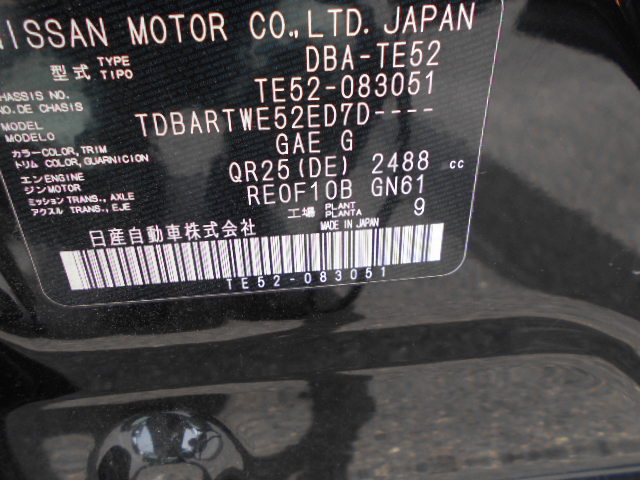 NISSAN MOTOR CO., LTD. JAPAN
型式 TYPE TIPO DBA-TE52
CHASSIS NO. NO. DE CHASIS TE52-083051
MODEL MODELO TDBARTWE52ED7D----
カラー COLOR, TRIM トリム COLOR, GUARNICION GAE G
エンジン ENGINE ジン MOTOR QR25(DE) 2488 cc
ミッション TRANS., AXLE アクスル TRANS., EJE RE0F10B GN61
工場 PLANT PLANTA 9
日産自動車株式会社 MADE IN JAPAN
TE52-083051